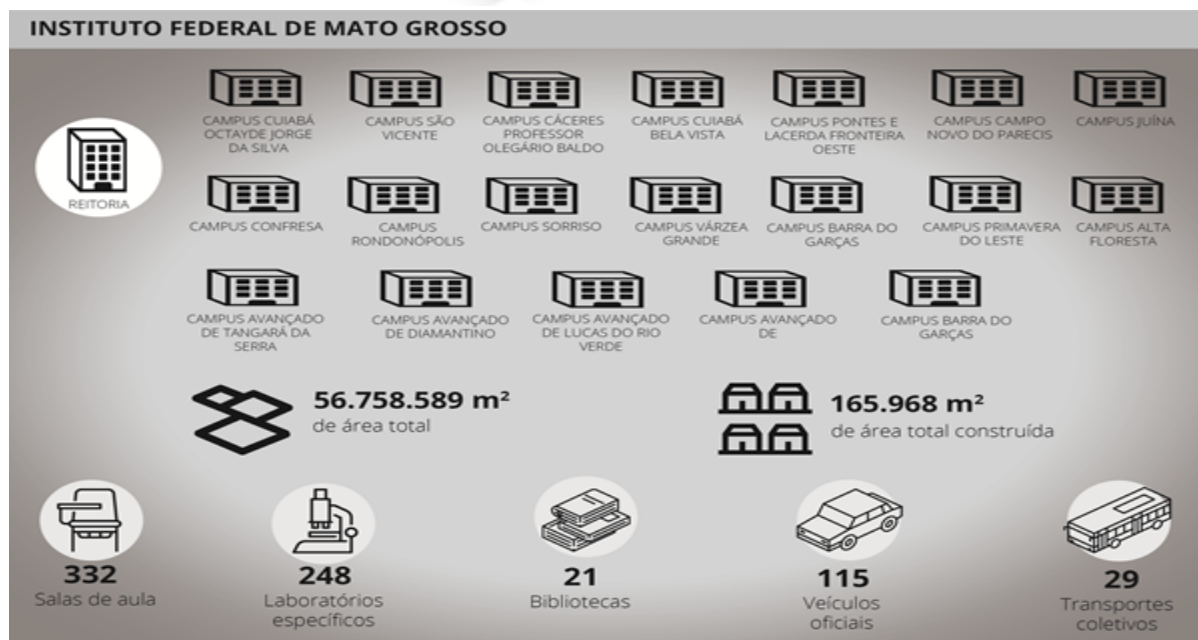 INSTITUTO FEDERAL DE MATO GROSSO
CAMPUS CUIABÁ
OCTAYDE JORGE
DA SILVA
CAMPUS SÃO
VICENTE
CAMPUS CÁCERES
PROFESSOR
OLEGÁRIO BALDO
CAMPUS CUIABÁ
BELA VISTA
CAMPUS PONTES E
LACERDA FRONTEIRA
OESTE
CAMPUS CAMPO
NOVO DO PARECIS
CAMPUS JUÍNA
REITORIA
CAMPUS CONFRESA
CAMPUS
RONDONÓPOLIS
CAMPUS SORRISO
CAMPUS VÁRZEA
GRANDE
CAMPUS BARRA DO
GARÇAS
CAMPUS PRIMAVERA
DO LESTE
CAMPUS ALTA
FLORESTA
CAMPUS AVANÇADO
DE TANGARÁ DA
SERRA
CAMPUS AVANÇADO
DE DIAMANTINO
CAMPUS AVANÇADO
DE LUCAS DO RIO
VERDE
CAMPUS AVANÇADO
DE
CAMPUS BARRA DO
GARÇAS
56.758.589 m²
de área total
165.968 m²
de área total construída
332
Salas de aula
248
Laboratórios
específicos
21
Bibliotecas
115
Veículos
oficiais
29
Transportes
coletivos